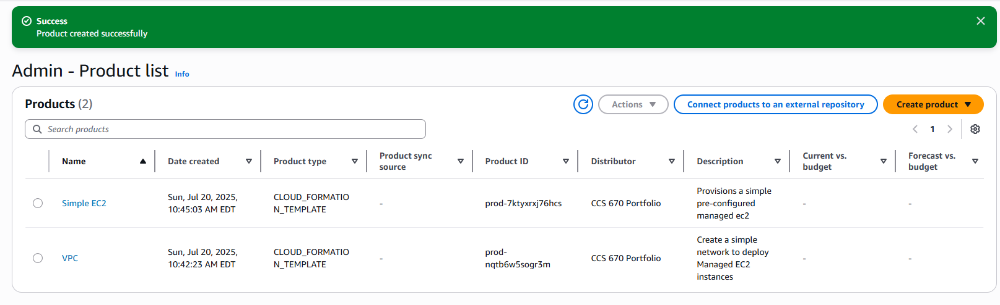 Success
Product created successfully
Admin - Product list Info
Products (2)
Actions
Connect products to an external repository
Create product
Search products
1
Name
Date created
Product type
Product sync
source
Product ID
Distributor
Description
Current vs.
budget
Forecast vs.
budget
Simple EC2
Sun, Jul 20, 2025,
10:45:03 AM EDT
CLOUD_FORMATIO
N_TEMPLATE
-
prod-7ktyxrxj76hcs
CCS 670 Portfolio
Provisions a simple
pre-configured
managed ec2
-
-
VPC
Sun, Jul 20, 2025,
10:42:23 AM EDT
CLOUD_FORMATIO
N_TEMPLATE
-
prod-
nqtb6w5sogr3m
CCS 670 Portfolio
Create a simple
network to deploy
Managed EC2
instances
-
-